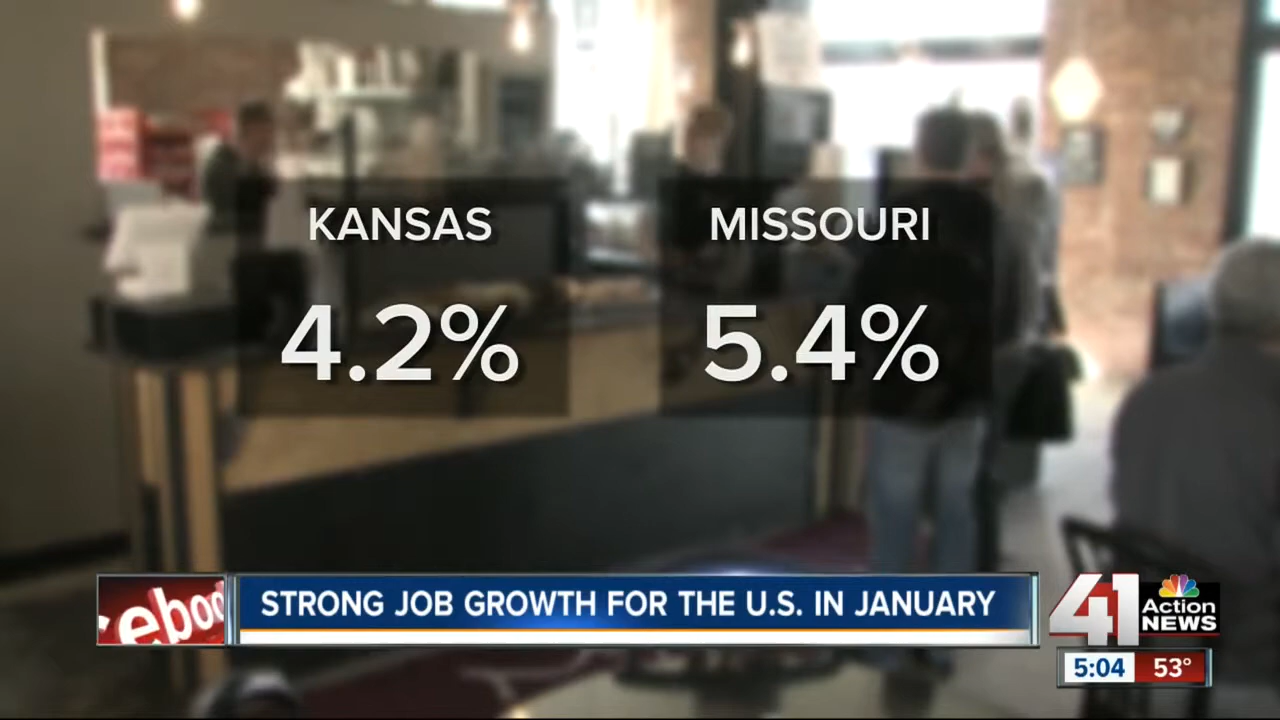 KANSAS
4.2%
MISSOURI
5.4%
STRONG JOB GROWTH FOR THE U.S. IN JANUARY
ebo
41
Action
NEWS
5:04
53°